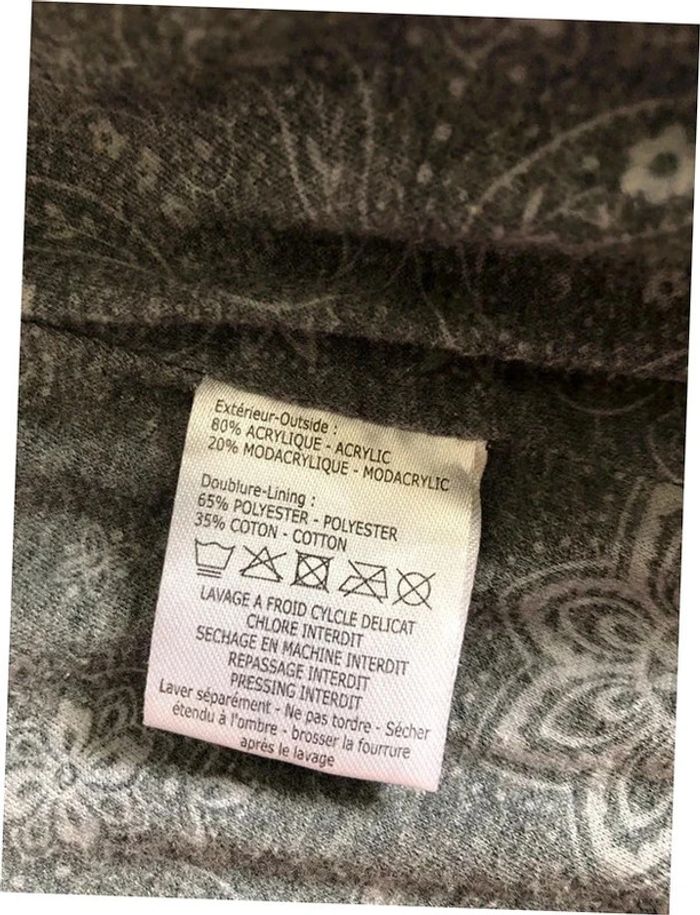 Extérieur-Outside :
80% ACRYLIQUE - ACRYLIC
20% MODACRYLIQUE - MODACRYLIC
Doublure-Lining :
65% POLYESTER - POLYESTER
35% COTON - COTTON
LAVAGE A FROID CYLCLE DELICAT
CHLORE INTERDIT
SECHAGE EN MACHINE INTERDIT
REPASSAGE INTERDIT
PRESSING INTERDIT
Laver séparément - Ne pas tordre - Sécher
étendu à l'ombre - brosser la fourrure
après le lavage